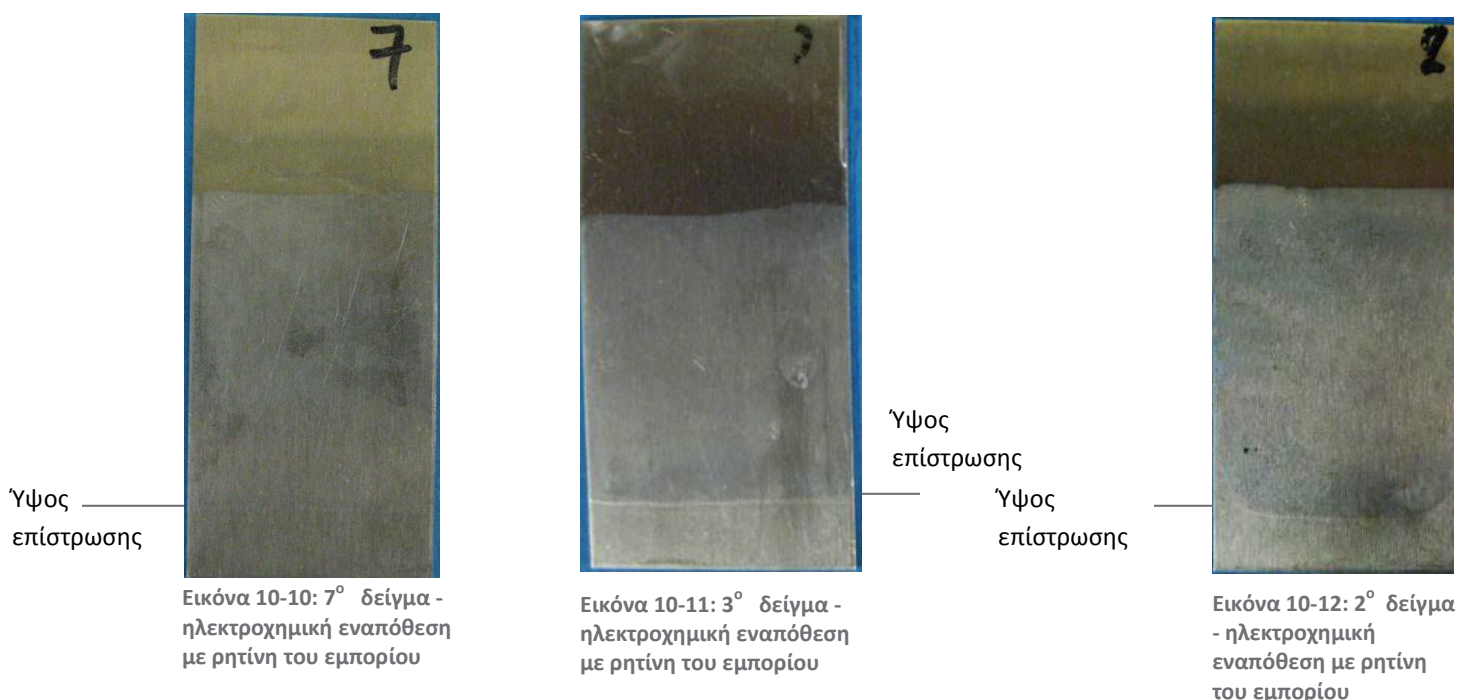 7
2
Ύψος
επίστρωσης
Ύψος
επίστρωσης
Ύψος
επίστρωσης
Εικόνα 10-10: 7ο δείγμα -
ηλεκτροχημική εναπόθεση
με ρητίνη του εμπορίου
Εικόνα 10-11: 3ο δείγμα -
ηλεκτροχημική εναπόθεση
με ρητίνη του εμπορίου
Εικόνα 10-12: 2ο δείγμα
- ηλεκτροχημική
εναπόθεση με ρητίνη
του εμπορίου